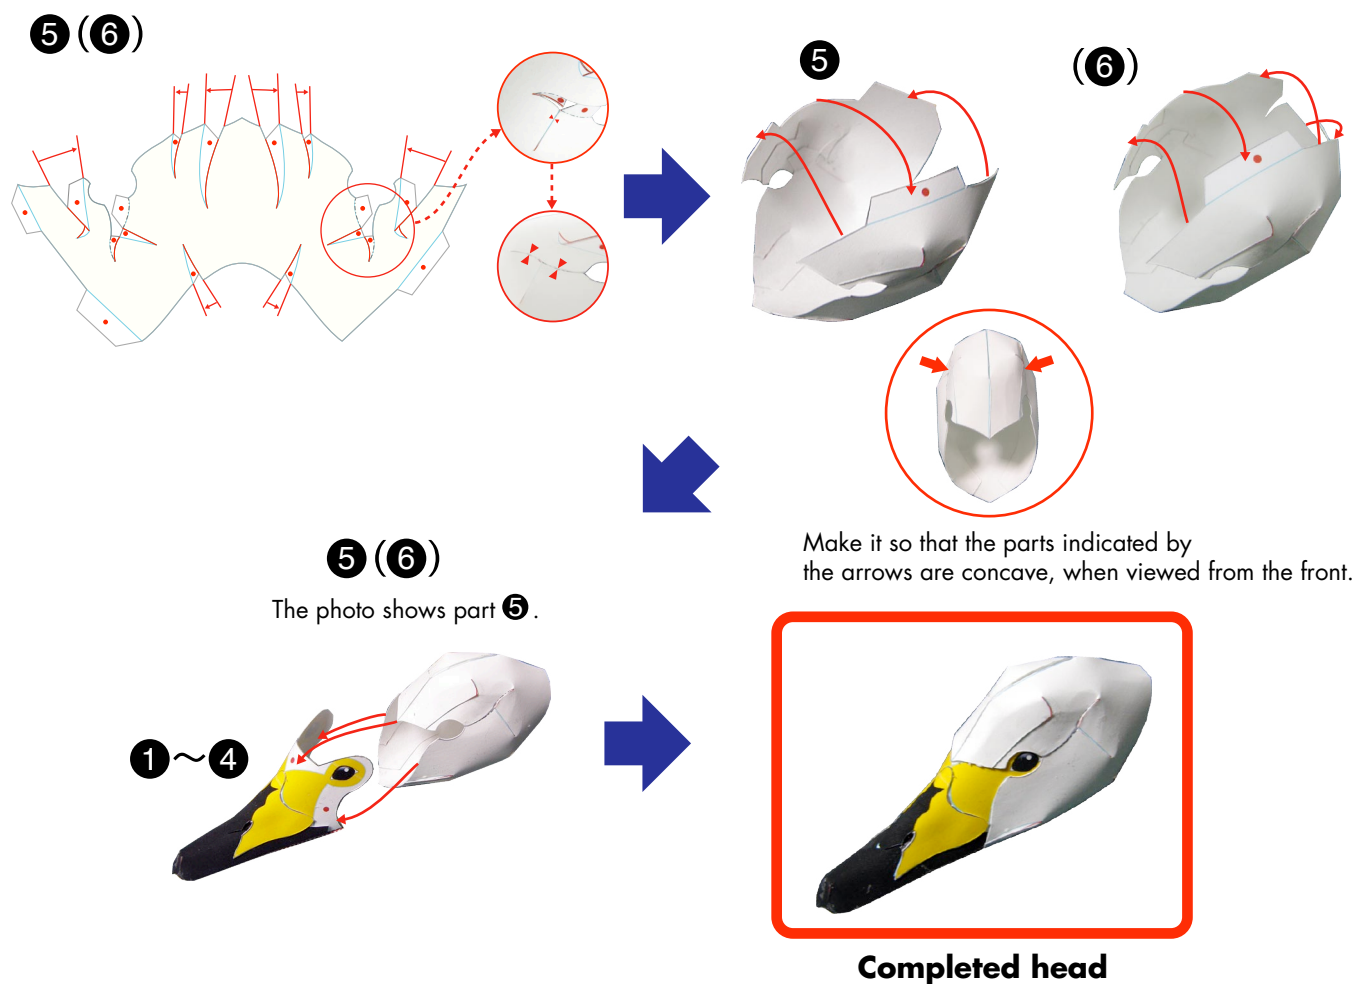 ❺(❻)
❺
(❻)
Make it so that the parts indicated by
the arrows are concave, when viewed from the front.
❺(❻)
The photo shows part ❺.
❶～❹
Completed head